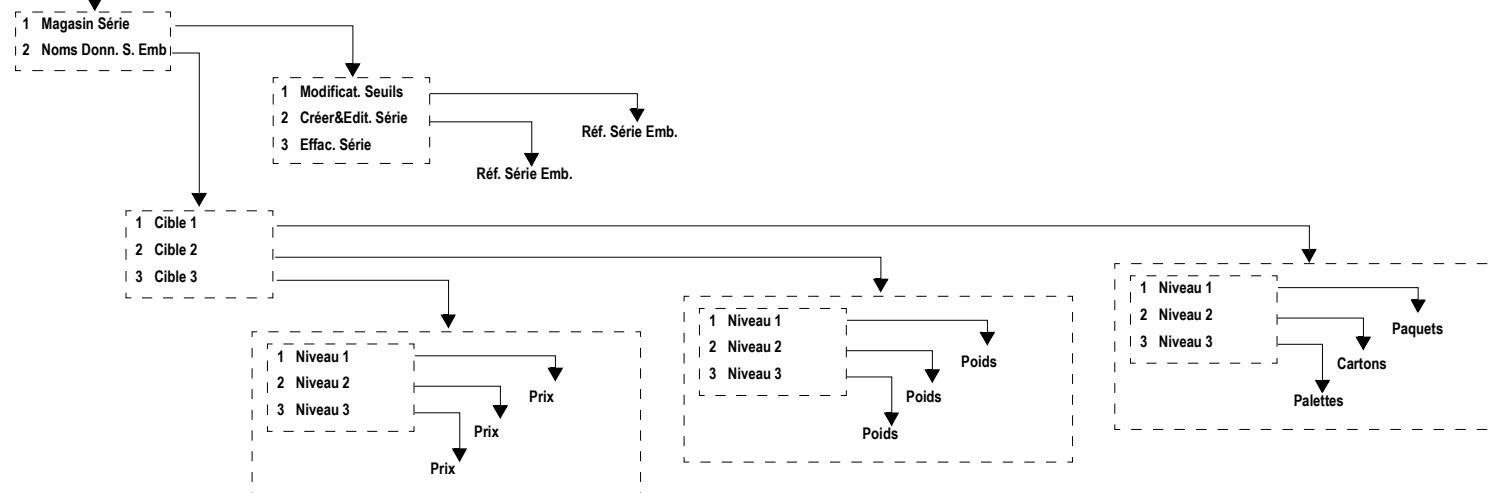 1 Magasin Série
2 Noms Donn. S. Emb
1 Modificat. Seuils
2 Créer&Edit. Série
3 Effac. Série
Réf. Série Emb.
Réf. Série Emb.
1 Cible 1
2 Cible 2
3 Cible 3
1 Niveau 1
2 Niveau 2
3 Niveau 3
Prix
Prix
Prix
1 Niveau 1
2 Niveau 2
3 Niveau 3
Poids
Poids
Poids
1 Niveau 1
2 Niveau 2
3 Niveau 3
Paquets
Cartons
Palettes